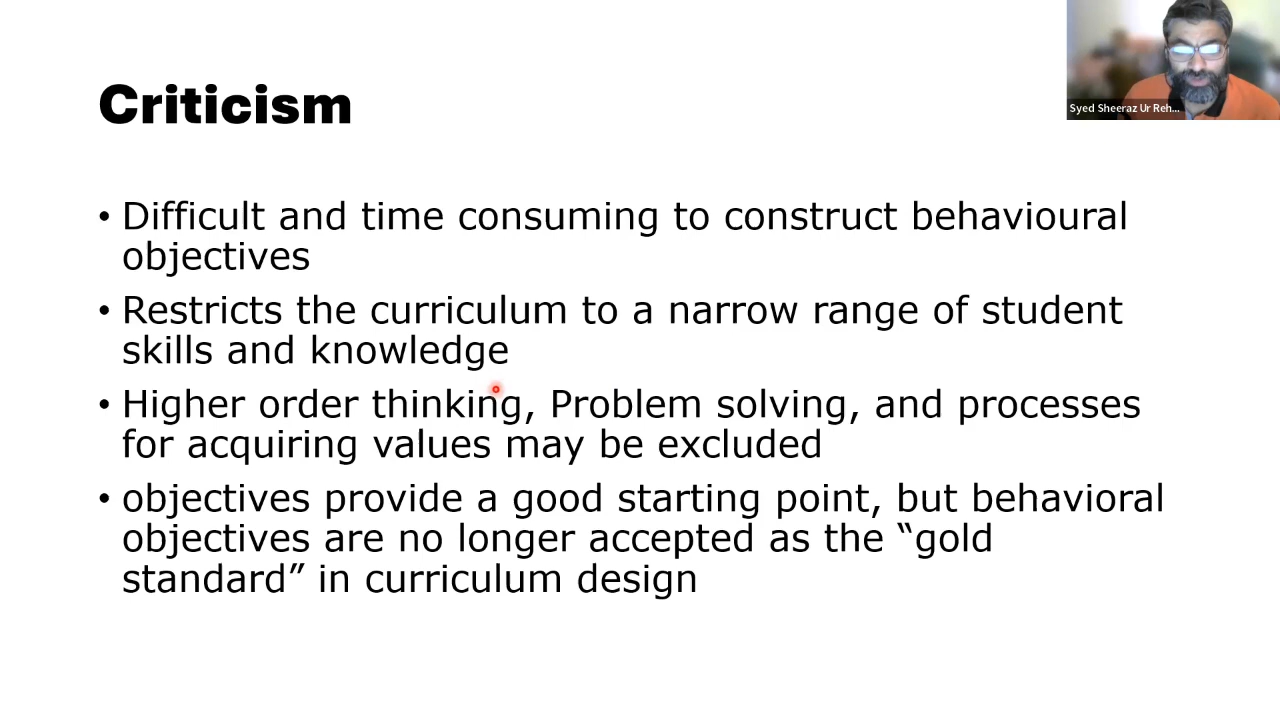 Criticism
Syed Sheeraz Ur Reh...
• Difficult and time consuming to construct behavioural
objectives
• Restricts the curriculum to a narrow range of student
skills and knowledge
• Higher order thinking, Problem solving, and processes
for acquiring values may be excluded
• objectives provide a good starting point, but behavioral
objectives are no longer accepted as the “gold
standard” in curriculum design